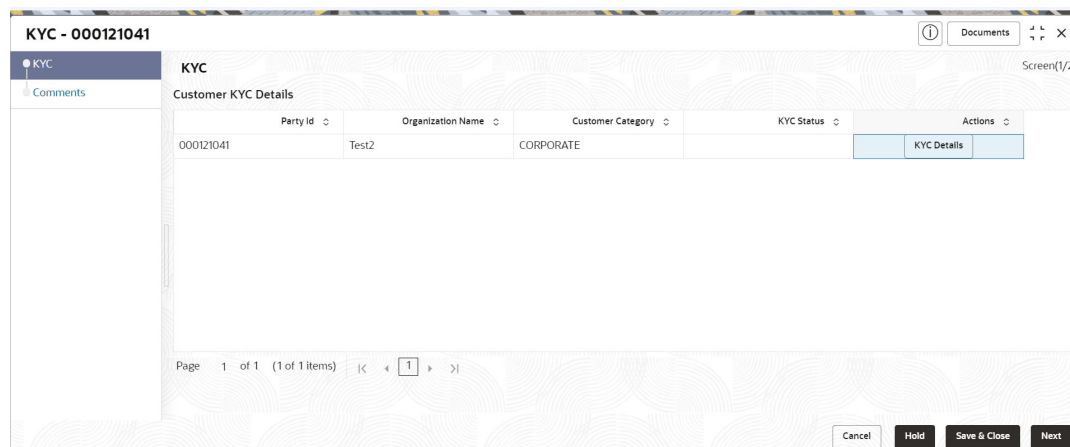 KYC - 000121041
Documents
KYC
Comments
KYC
Screen(1/2
Customer KYC Details
Party Id Organization Name Customer Category KYC Status Actions
000121041 Test2 CORPORATE KYC Details
Page 1 of 1 (1 of 1 items) 1
Cancel Hold Save & Close Next